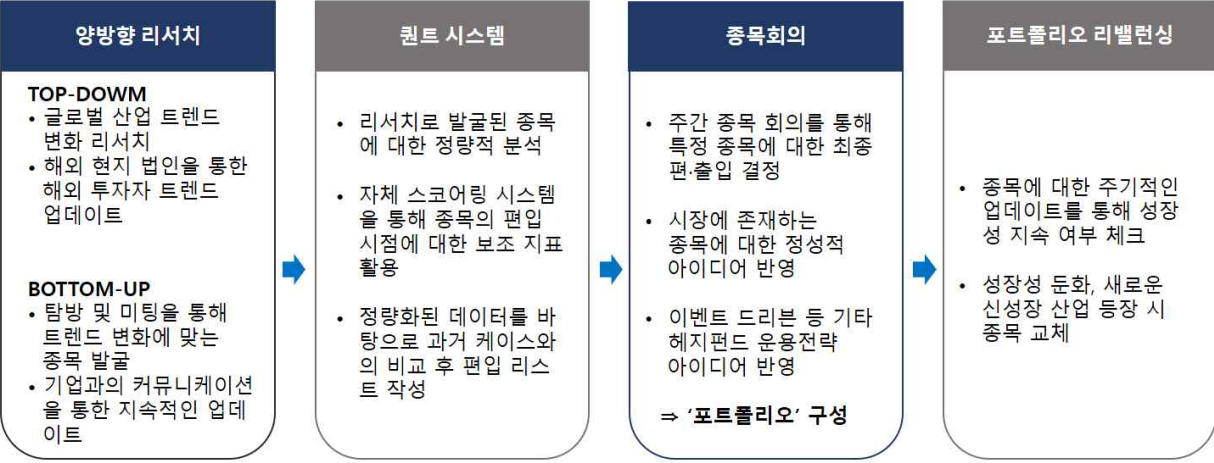 양방향 리서치
TOP-DOWM
• 글로벌 산업 트렌드
변화 리서치
• 해외 현지 법인을 통한
해외 투자자 트렌드
업데이트
BOTTOM-UP
• 탐방 및 미팅을 통해
트렌드 변화에 맞는
종목 발굴
• 기업과의 커뮤니케이션
을 통한 지속적인 업데
이트
퀀트 시스템
• 리서치로 발굴된 종목
에 대한 정량적 분석
• 자체 스코어링 시스템
을 통해 종목의 편입
시점에 대한 보조 지표
활용
• 정량화된 데이터를 바
탕으로 과거 케이스와
의 비교 후 편입 리스
트 작성
종목회의
• 주간 종목 회의를 통해
특정 종목에 대한 최종
편·출입 결정
• 시장에 존재하는
종목에 대한 정성적
아이디어 반영
• 이벤트 드리븐 등 기타
헤지펀드 운용전략
아이디어 반영
⇒ ‘포트폴리오’ 구성
포트폴리오 리밸런싱
• 종목에 대한 주기적인
업데이트를 통해 성장
성 지속 여부 체크
• 성장성 둔화, 새로운
신성장 산업 등장 시
종목 교체